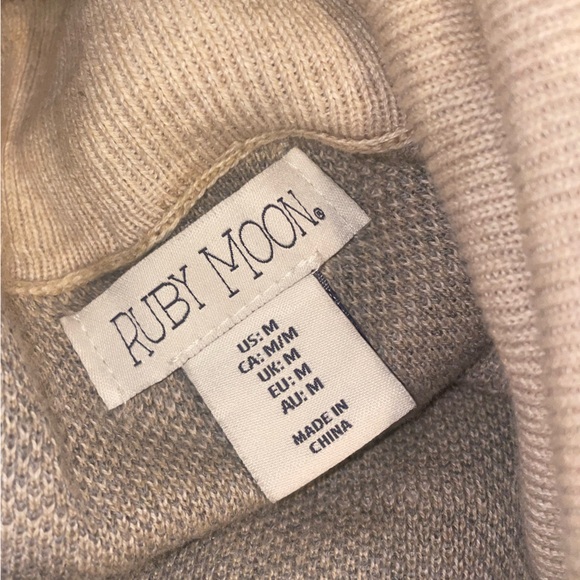 RUBY MOON®
US: M
CA: M/M
UK: M
EU: M
AU: M
MADE IN
CHINA